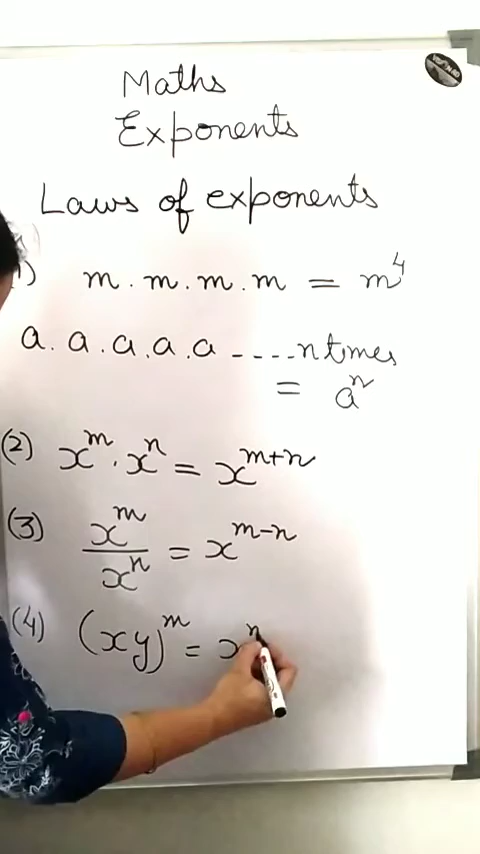 Maths
Exponents
Laws of exponents
1) m . m . m . m = m⁴
a . a . a . a . a ---- n times
= aⁿ
(2) xᵐ . xⁿ = xᵐ⁺ⁿ
(3) xᵐ/xⁿ = xᵐ⁻ⁿ
(4) (xy)ᵐ = x